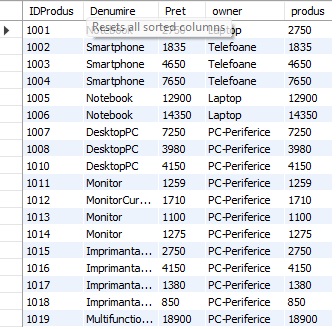 IDProdus Denumire Pret owner produs
1001 2750
Resets all sorted columns
1002 Smartphone 1835 Telefoane 1835
1003 Smartphone 4650 Telefoane 4650
1004 Smartphone 7650 Telefoane 7650
1005 Notebook 12900 Laptop 12900
1006 Notebook 14350 Laptop 14350
1007 DesktopPC 7250 PC-Periferice 7250
1008 DesktopPC 3980 PC-Periferice 3980
1010 DesktopPC 4150 PC-Periferice 4150
1011 Monitor 1259 PC-Periferice 1259
1012 MonitorCur... 1710 PC-Periferice 1710
1013 Monitor 1100 PC-Periferice 1100
1014 Monitor 1275 PC-Periferice 1275
1015 Imprimanta... 2750 PC-Periferice 2750
1016 Imprimanta... 4150 PC-Periferice 4150
1017 Imprimanta... 1380 PC-Periferice 1380
1018 Imprimanta... 850 PC-Periferice 850
1019 Multifunctio... 18900 PC-Periferice 18900